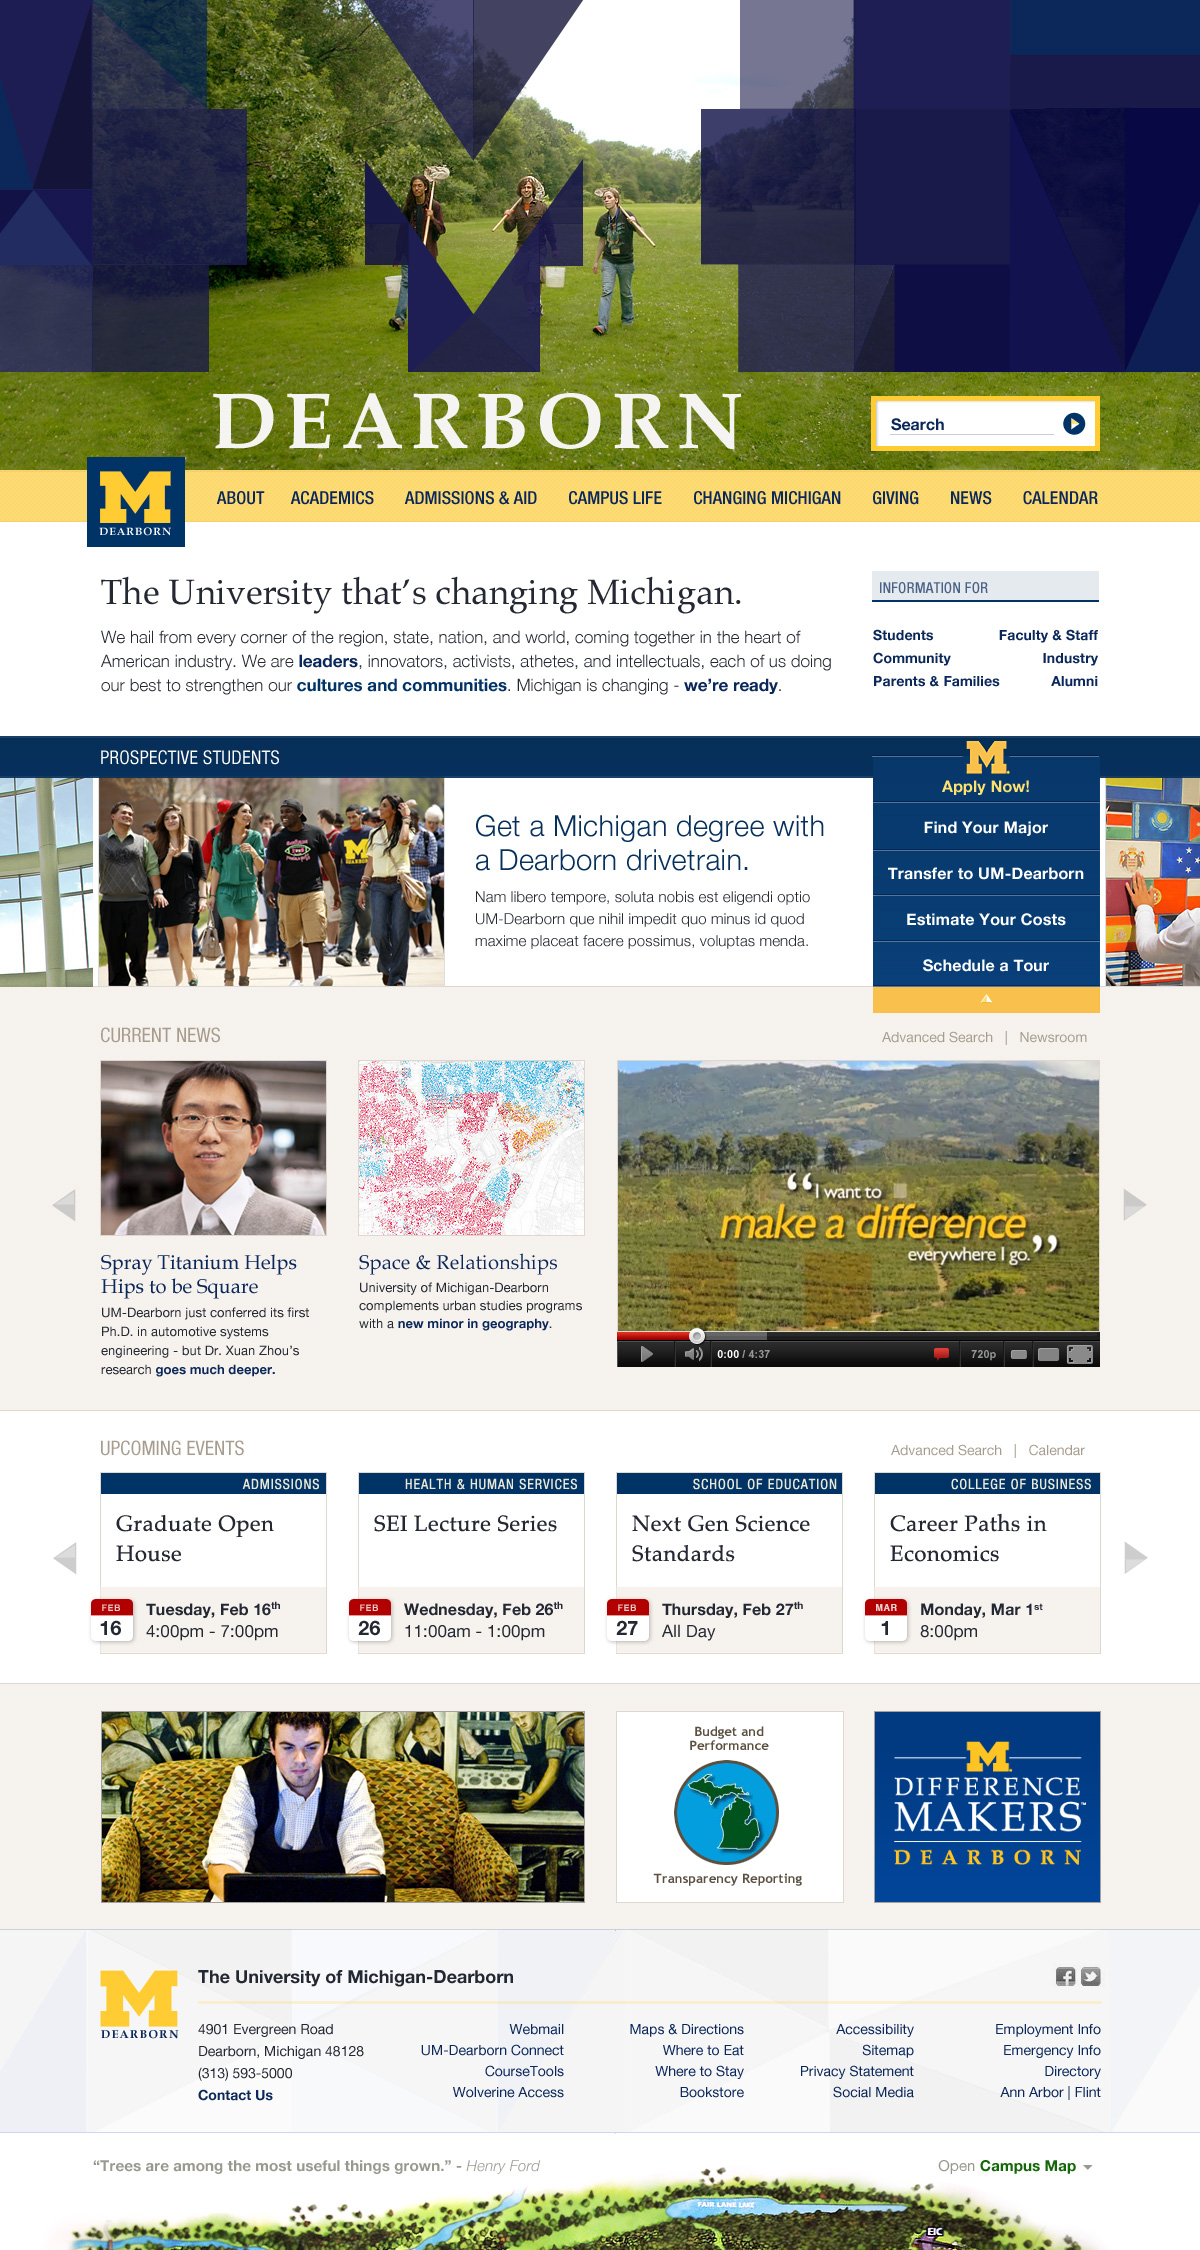 DEARBORN
Search
M
DEARBORN
ABOUT ACADEMICS ADMISSIONS & AID CAMPUS LIFE CHANGING MICHIGAN GIVING NEWS CALENDAR
The University that's changing Michigan.
We hail from every corner of the region, state, nation, and world, coming together in the heart of
American industry. We are leaders, innovators, activists, athetes, and intellectuals, each of us doing
our best to strengthen our cultures and communities. Michigan is changing - we're ready.
INFORMATION FOR
Students Faculty & Staff
Community Industry
Parents & Families Alumni
PROSPECTIVE STUDENTS
M
DEARBORN
Get a Michigan degree with
a Dearborn drivetrain.
Nam libero tempore, soluta nobis est eligendi optio
UM-Dearborn que nihil impedit quo minus id quod
maxime placeat facere possimus, voluptas menda.
M
Apply Now!
Find Your Major
Transfer to UM-Dearborn
Estimate Your Costs
Schedule a Tour
CURRENT NEWS
Advanced Search | Newsroom
Spray Titanium Helps
Hips to be Square
UM-Dearborn just conferred its first
Ph.D. in automotive systems
engineering - but Dr. Xuan Zhou's
research goes much deeper.
Space & Relationships
University of Michigan-Dearborn
complements urban studies programs
with a new minor in geography.
“I want to
make a difference
everywhere I go.”
0:00 / 4:37 720p
UPCOMING EVENTS
Advanced Search | Calendar
ADMISSIONS
Graduate Open
House
FEB
16
Tuesday, Feb 16th
4:00pm - 7:00pm
HEALTH & HUMAN SERVICES
SEI Lecture Series
FEB
26
Wednesday, Feb 26th
11:00am - 1:00pm
SCHOOL OF EDUCATION
Next Gen Science
Standards
FEB
27
Thursday, Feb 27th
All Day
COLLEGE OF BUSINESS
Career Paths in
Economics
MAR
1
Monday, Mar 1st
8:00pm
Budget and
Performance
Transparency Reporting
M
DIFFERENCE
MAKERS™
DEARBORN
M
DEARBORN
The University of Michigan-Dearborn
4901 Evergreen Road
Dearborn, Michigan 48128
(313) 593-5000
Contact Us
Webmail
UM-Dearborn Connect
CourseTools
Wolverine Access
Maps & Directions
Where to Eat
Where to Stay
Bookstore
Accessibility
Sitemap
Privacy Statement
Social Media
Employment Info
Emergency Info
Directory
Ann Arbor | Flint
“Trees are among the most useful things grown.” - Henry Ford
Open Campus Map
FAIR LANE LAKE
EIC